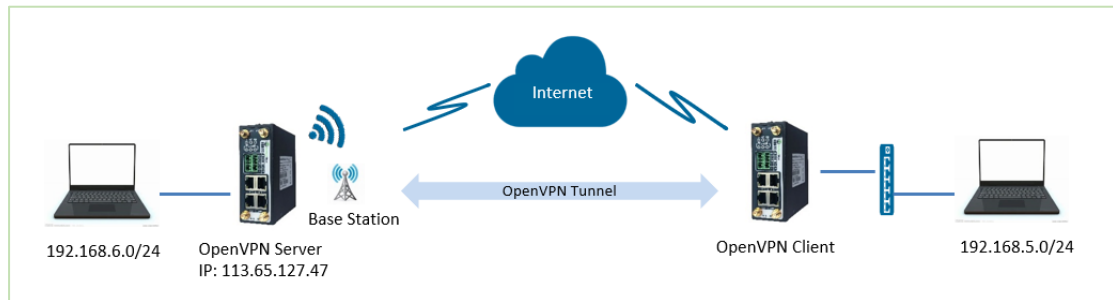 Internet
OpenVPN Tunnel
Base Station
192.168.6.0/24
OpenVPN Server
IP: 113.65.127.47
OpenVPN Client
192.168.5.0/24